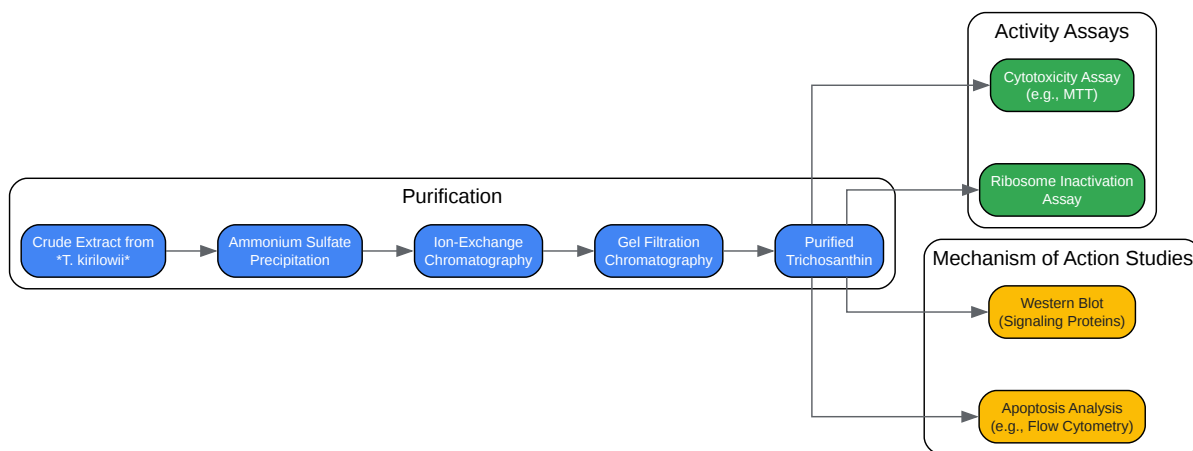 Activity Assays
Cytotoxicity Assay
(e.g., MTT)
Ribosome Inactivation
Assay
Purification
Crude Extract from
*T. kirilowii*
Ammonium Sulfate
Precipitation
Ion-Exchange
Chromatography
Gel Filtration
Chromatography
Purified
Trichosanthin
Mechanism of Action Studies
Western Blot
(Signaling Proteins)
Apoptosis Analysis
(e.g., Flow Cytometry)